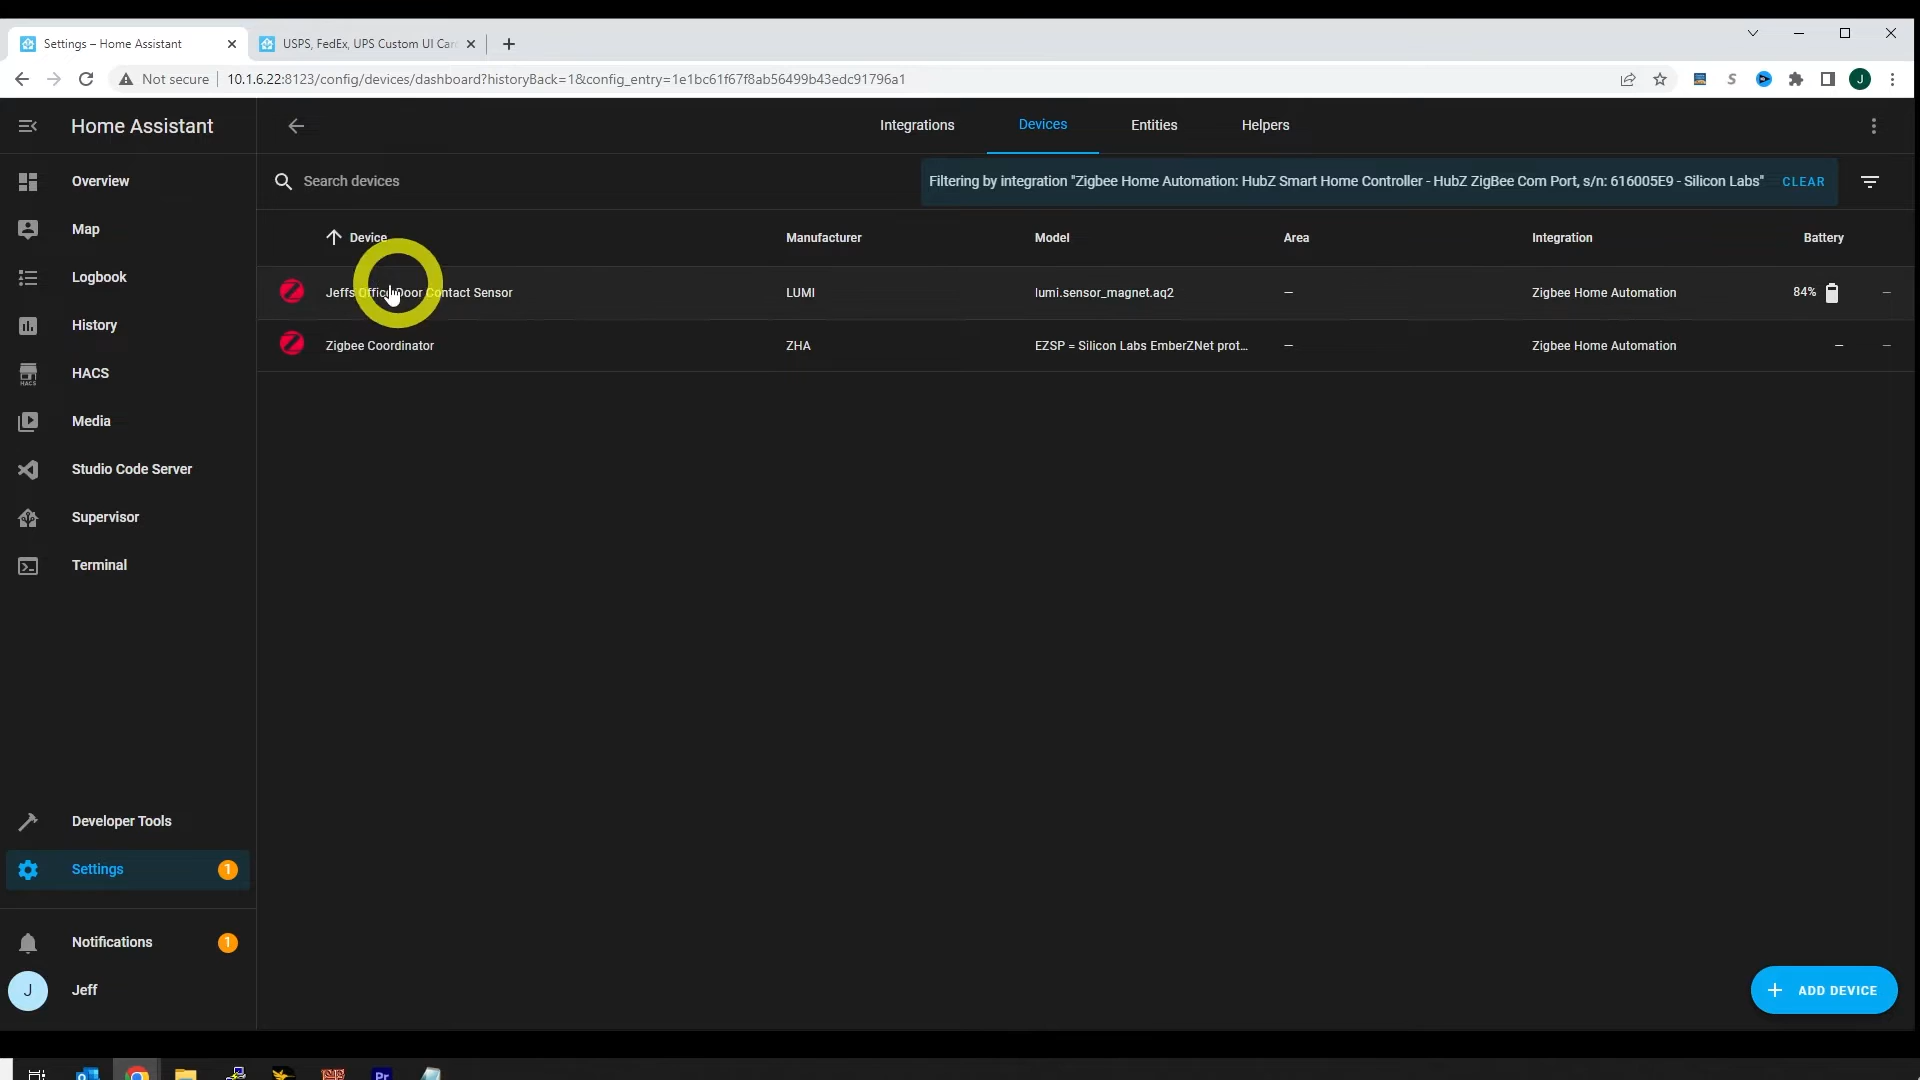 Settings – Home Assistant
USPS, FedEx, UPS Custom UI Car
Not secure
10.1.6.22:8123/config/devices/dashboard?historyBack=1&config_entry=1e1bc61f67f8ab56499b43edc91796a1
S
J
Home Assistant
Integrations
Devices
Entities
Helpers
Overview
Search devices
Filtering by integration "Zigbee Home Automation: HubZ Smart Home Controller - HubZ ZigBee Com Port, s/n: 616005E9 - Silicon Labs"
CLEAR
Map
Device
Manufacturer
Model
Area
Integration
Battery
Logbook
Jeffs Office Door Contact Sensor
LUMI
lumi.sensor_magnet.aq2
—
Zigbee Home Automation
84%
—
History
Zigbee Coordinator
ZHA
EZSP = Silicon Labs EmberZNet prot...
—
Zigbee Home Automation
—
—
HACS
HACS
Media
Studio Code Server
Supervisor
Terminal
Developer Tools
Settings
1
Notifications
1
J
Jeff
ADD DEVICE
Pr